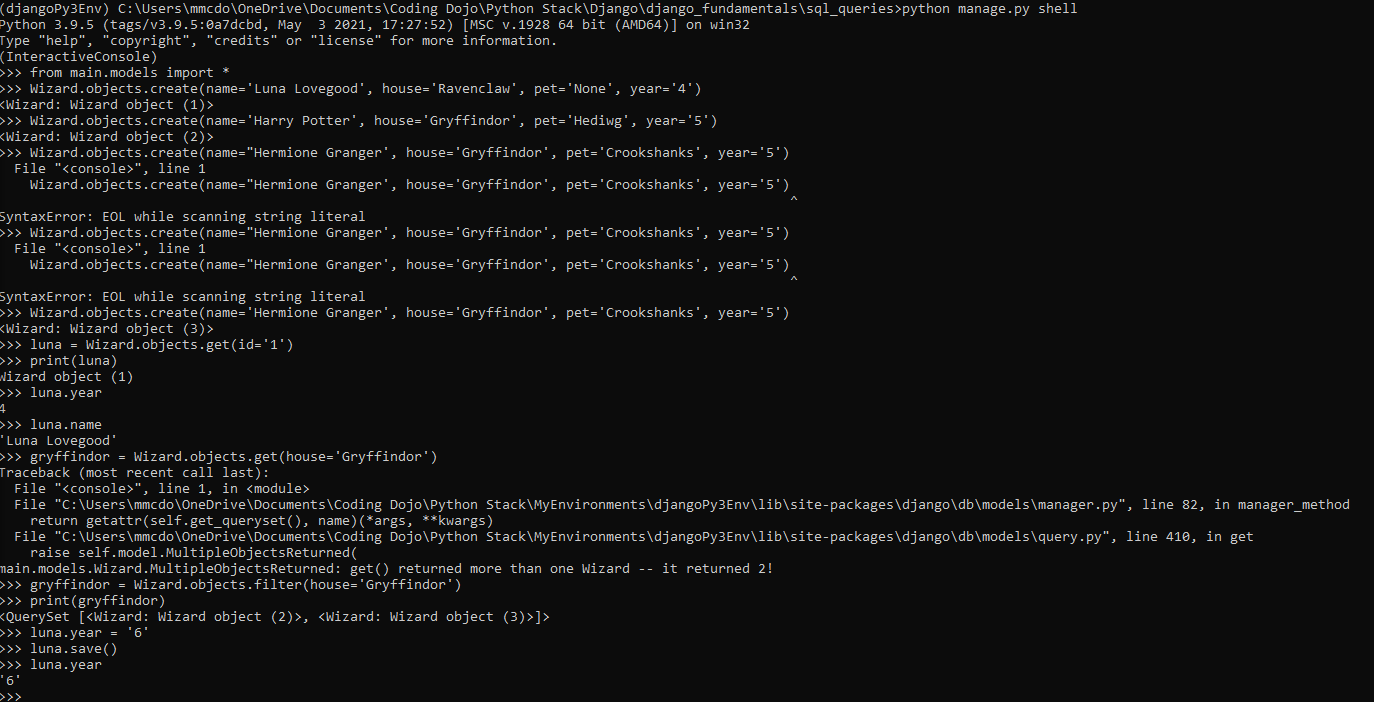 (djangoPy3Env) C:\Users\mmcdo\OneDrive\Documents\Coding Dojo\Python Stack\Django\django_fundamentals\sql_queries>python manage.py shell
Python 3.9.5 (tags/v3.9.5:0a7dcbd, May  3 2021, 17:27:52) [MSC v.1928 64 bit (AMD64)] on win32
Type "help", "copyright", "credits" or "license" for more information.
(InteractiveConsole)
>>> from main.models import *
>>> Wizard.objects.create(name='Luna Lovegood', house='Ravenclaw', pet='None', year='4')
<Wizard: Wizard object (1)>
>>> Wizard.objects.create(name='Harry Potter', house='Gryffindor', pet='Hediwg', year='5')
<Wizard: Wizard object (2)>
>>> Wizard.objects.create(name="Hermione Granger', house='Gryffindor', pet='Crookshanks', year='5')
  File "<console>", line 1
    Wizard.objects.create(name="Hermione Granger', house='Gryffindor', pet='Crookshanks', year='5')
                                                                                                   ^
SyntaxError: EOL while scanning string literal
>>> Wizard.objects.create(name="Hermione Granger', house='Gryffindor', pet='Crookshanks', year='5')
  File "<console>", line 1
    Wizard.objects.create(name="Hermione Granger', house='Gryffindor', pet='Crookshanks', year='5')
                                                                                                   ^
SyntaxError: EOL while scanning string literal
>>> Wizard.objects.create(name='Hermione Granger', house='Gryffindor', pet='Crookshanks', year='5')
<Wizard: Wizard object (3)>
>>> luna = Wizard.objects.get(id='1')
>>> print(luna)
Wizard object (1)
>>> luna.year
4
>>> luna.name
'Luna Lovegood'
>>> gryffindor = Wizard.objects.get(house='Gryffindor')
Traceback (most recent call last):
  File "<console>", line 1, in <module>
  File "C:\Users\mmcdo\OneDrive\Documents\Coding Dojo\Python Stack\MyEnvironments\djangoPy3Env\lib\site-packages\django\db\models\manager.py", line 82, in manager_method
    return getattr(self.get_queryset(), name)(*args, **kwargs)
  File "C:\Users\mmcdo\OneDrive\Documents\Coding Dojo\Python Stack\MyEnvironments\djangoPy3Env\lib\site-packages\django\db\models\query.py", line 410, in get
    raise self.model.MultipleObjectsReturned(
main.models.Wizard.MultipleObjectsReturned: get() returned more than one Wizard -- it returned 2!
>>> gryffindor = Wizard.objects.filter(house='Gryffindor')
>>> print(gryffindor)
<QuerySet [<Wizard: Wizard object (2)>, <Wizard: Wizard object (3)>]>
>>> luna.year = '6'
>>> luna.save()
>>> luna.year
'6'
>>>